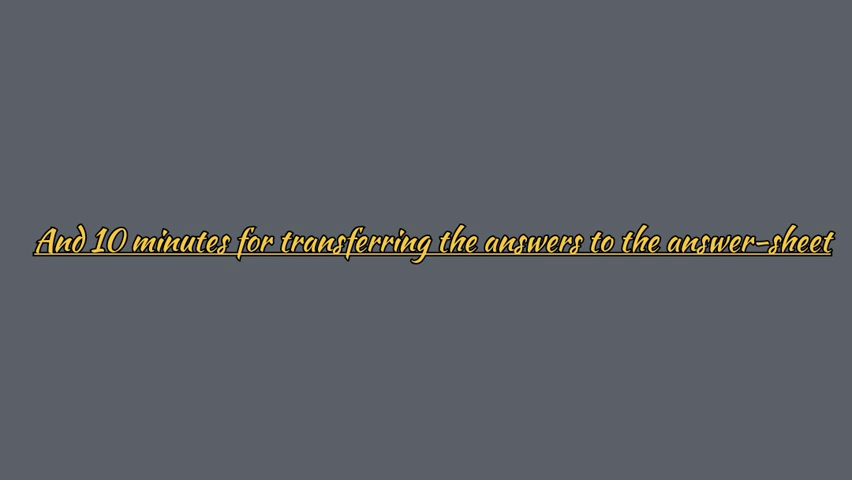 And 10 minutes for transferring the answers to the answer-sheet